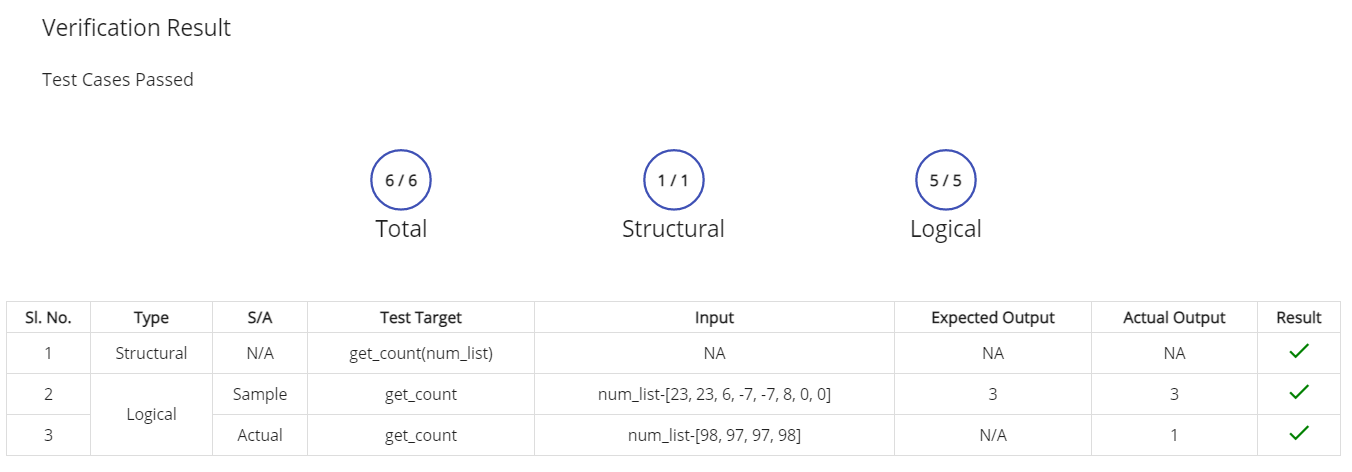 Verification Result
Test Cases Passed
6 / 6 1 / 1 5 / 5
Total Structural Logical
Sl. No. Type S/A Test Target Input Expected Output Actual Output Result
1 Structural N/A get_count(num_list) NA NA NA
2 Logical Sample get_count num_list-[23, 23, 6, -7, -7, 8, 0, 0] 3 3
3 Actual get_count num_list-[98, 97, 97, 98] N/A 1